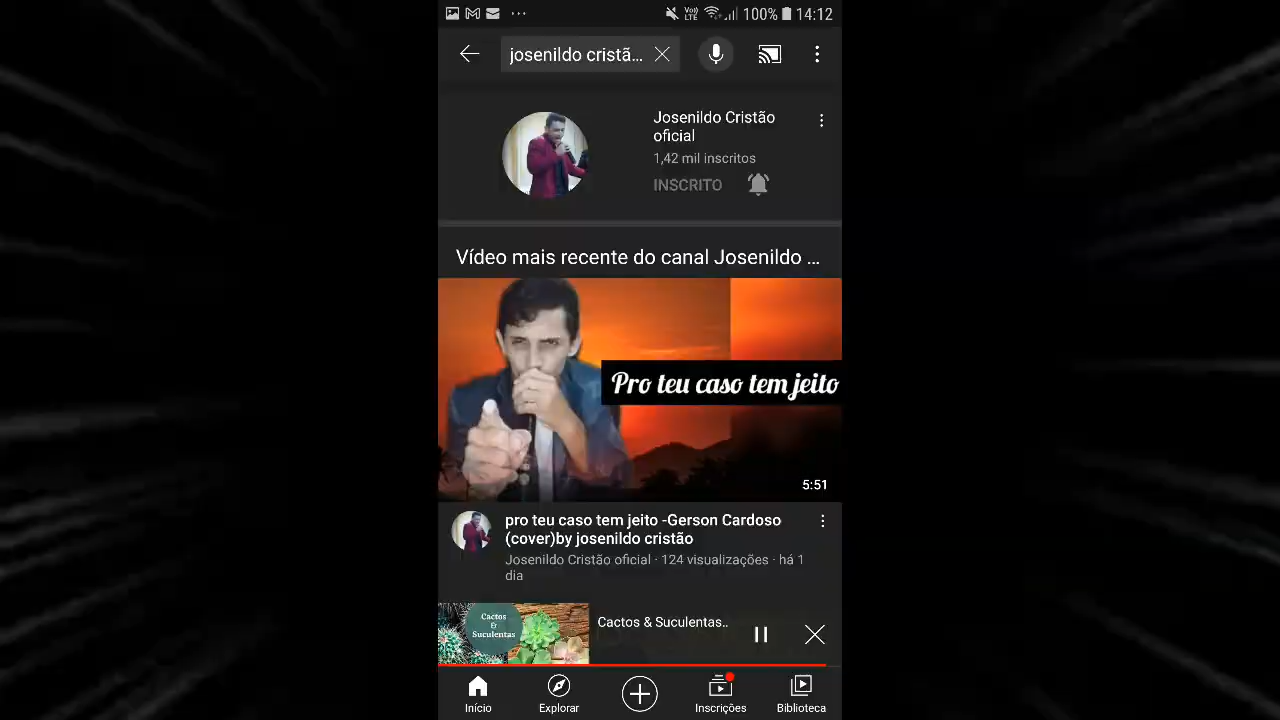 100% 14:12
josenildo cristã...
Josenildo Cristão
oficial
1,42 mil inscritos
INSCRITO
Vídeo mais recente do canal Josenildo ...
Pro teu caso tem jeito
5:51
pro teu caso tem jeito -Gerson Cardoso
(cover)by josenildo cristão
Josenildo Cristão oficial · 124 visualizações · há 1
dia
Cactos
&
Suculentas
Cactos & Suculentas..
Início
Explorar
Inscrições
Biblioteca